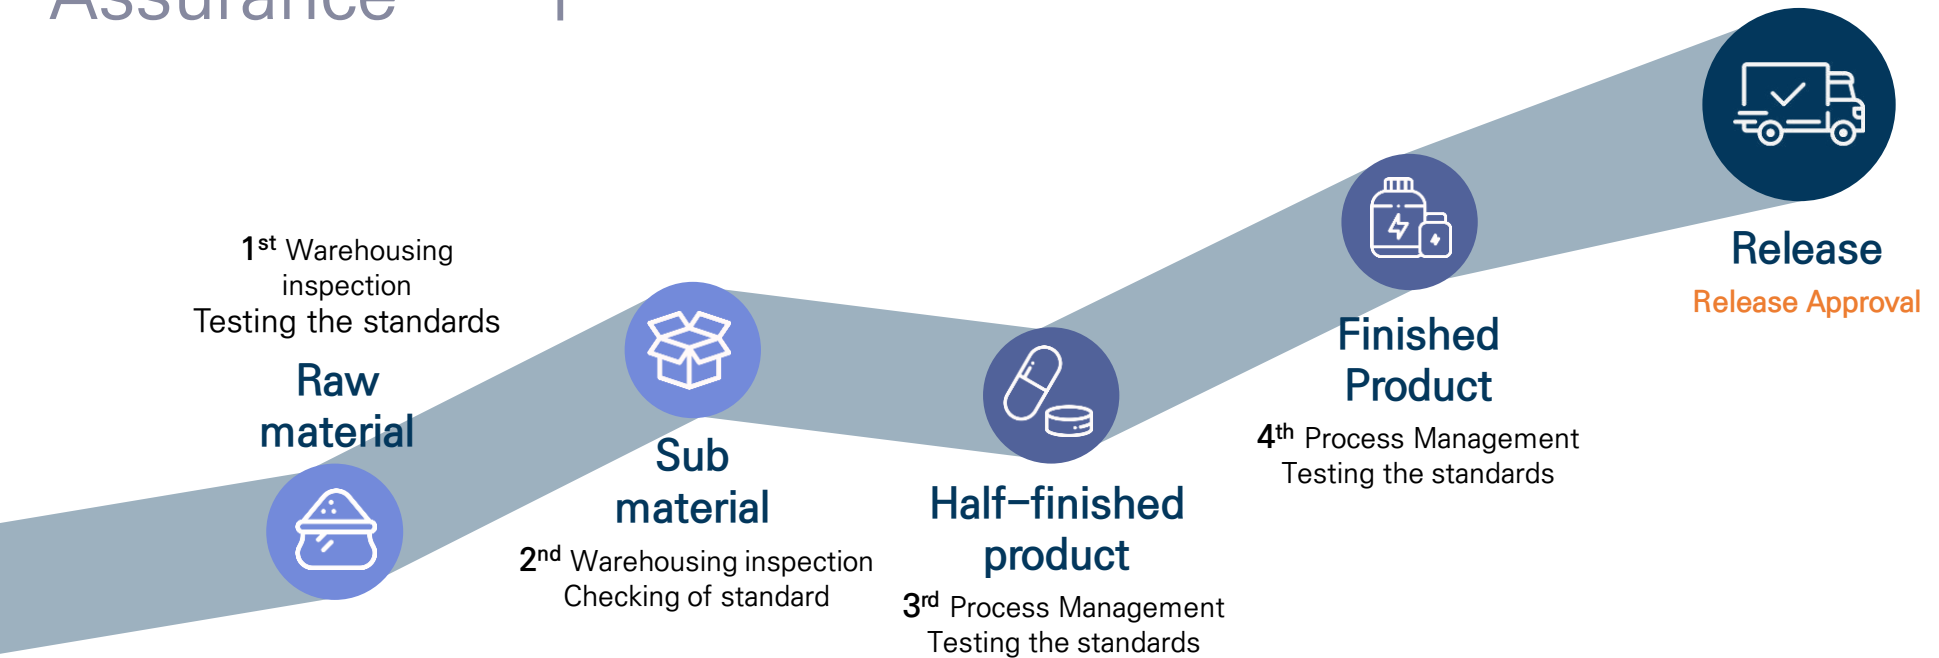 Assurance
1st Warehousing
inspection
Testing the standards
Raw
material
Sub
material
2nd Warehousing inspection
Checking of standard
Half-finished
product
3rd Process Management
Testing the standards
Finished
Product
4th Process Management
Testing the standards
Release
Release Approval